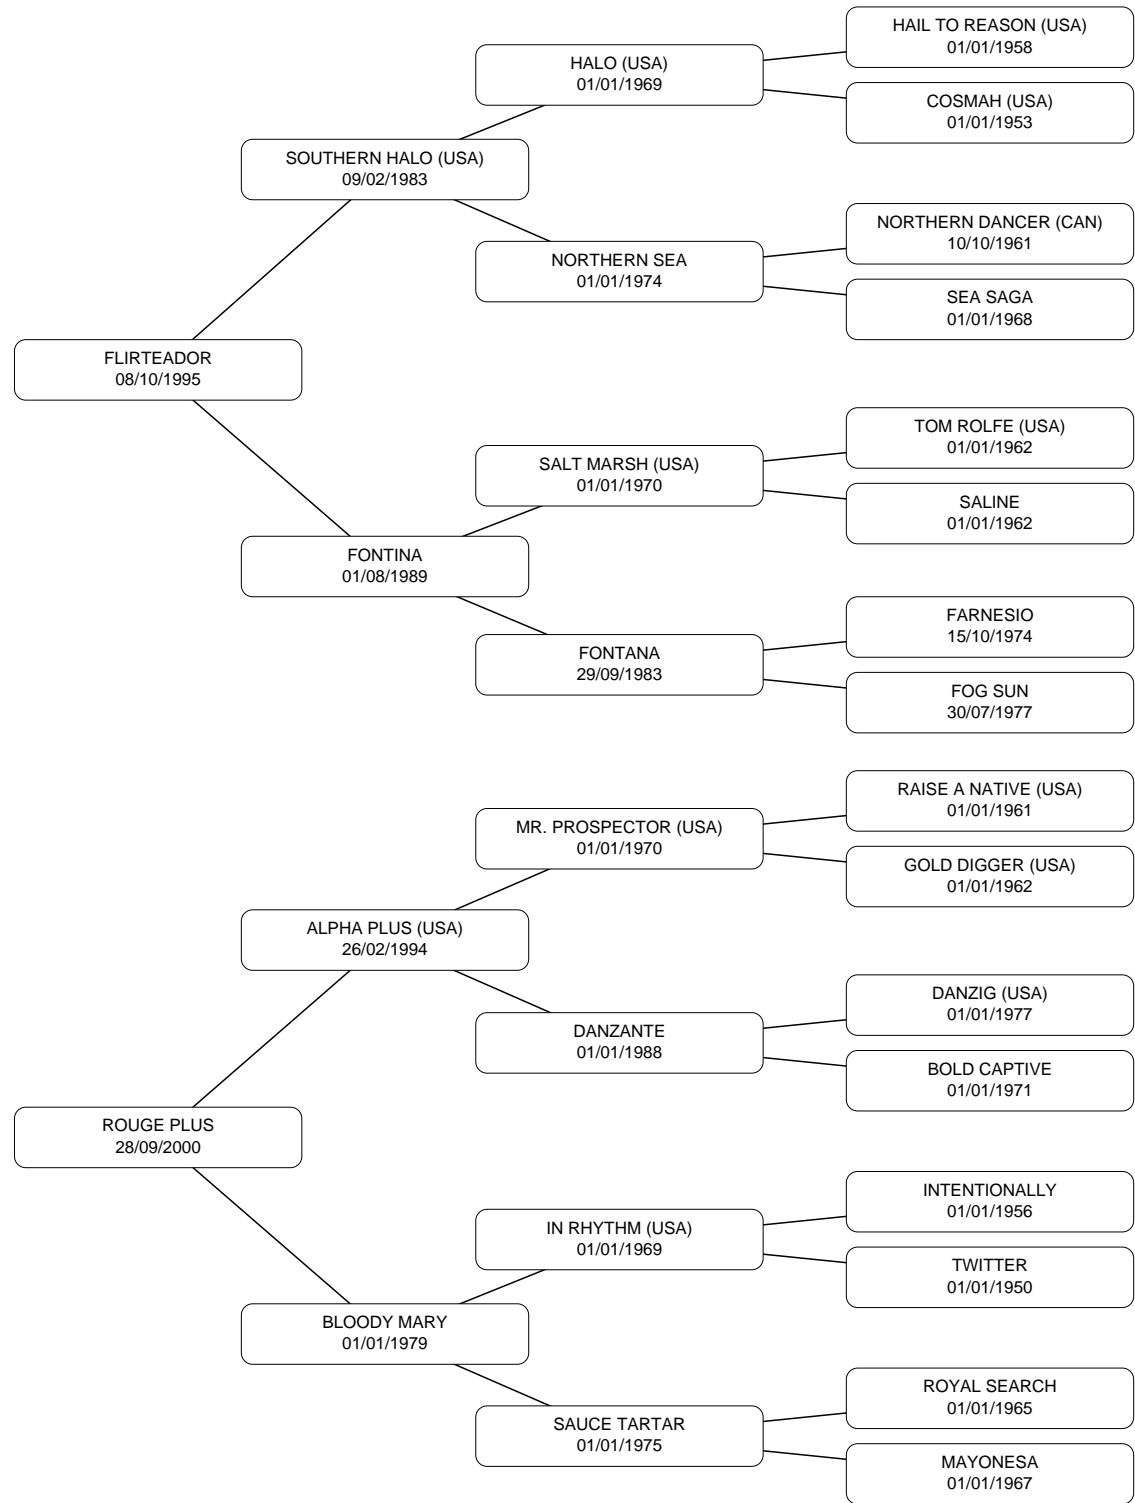 HAIL TO REASON (USA)
01/01/1958
HALO (USA)
01/01/1969
COSMAH (USA)
01/01/1953
SOUTHERN HALO (USA)
09/02/1983
NORTHERN DANCER (CAN)
10/10/1961
NORTHERN SEA
01/01/1974
SEA SAGA
01/01/1968
FLIRTEADOR
08/10/1995
TOM ROLFE (USA)
01/01/1962
SALT MARSH (USA)
01/01/1970
SALINE
01/01/1962
FONTINA
01/08/1989
FARNESIO
15/10/1974
FONTANA
29/09/1983
FOG SUN
30/07/1977
RAISE A NATIVE (USA)
01/01/1961
MR. PROSPECTOR (USA)
01/01/1970
GOLD DIGGER (USA)
01/01/1962
ALPHA PLUS (USA)
26/02/1994
DANZIG (USA)
01/01/1977
DANZANTE
01/01/1988
BOLD CAPTIVE
01/01/1971
ROUGE PLUS
28/09/2000
INTENTIONALLY
01/01/1956
IN RHYTHM (USA)
01/01/1969
TWITTER
01/01/1950
BLOODY MARY
01/01/1979
ROYAL SEARCH
01/01/1965
SAUCE TARTAR
01/01/1975
MAYONESA
01/01/1967